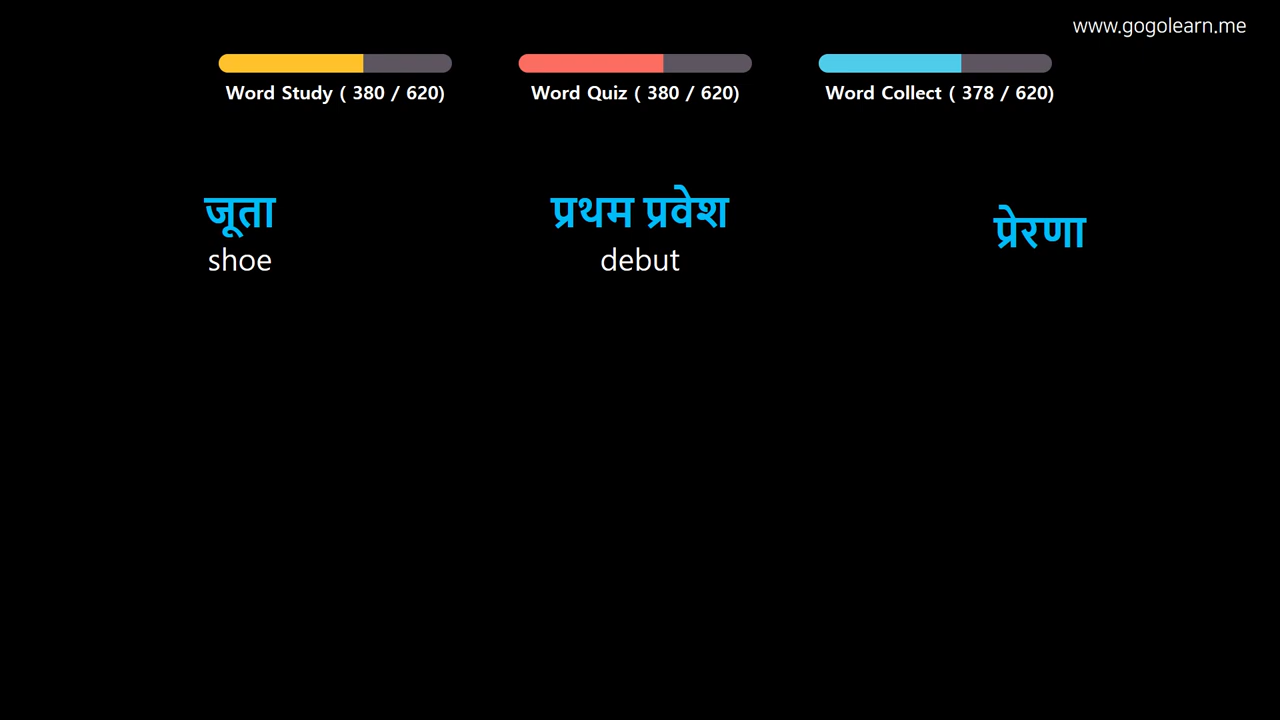 www.gogolearn.me
Word Study ( 380 / 620)
Word Quiz ( 380 / 620)
Word Collect ( 378 / 620)
जूता
shoe
प्रथम प्रवेश
debut
प्रेरणा